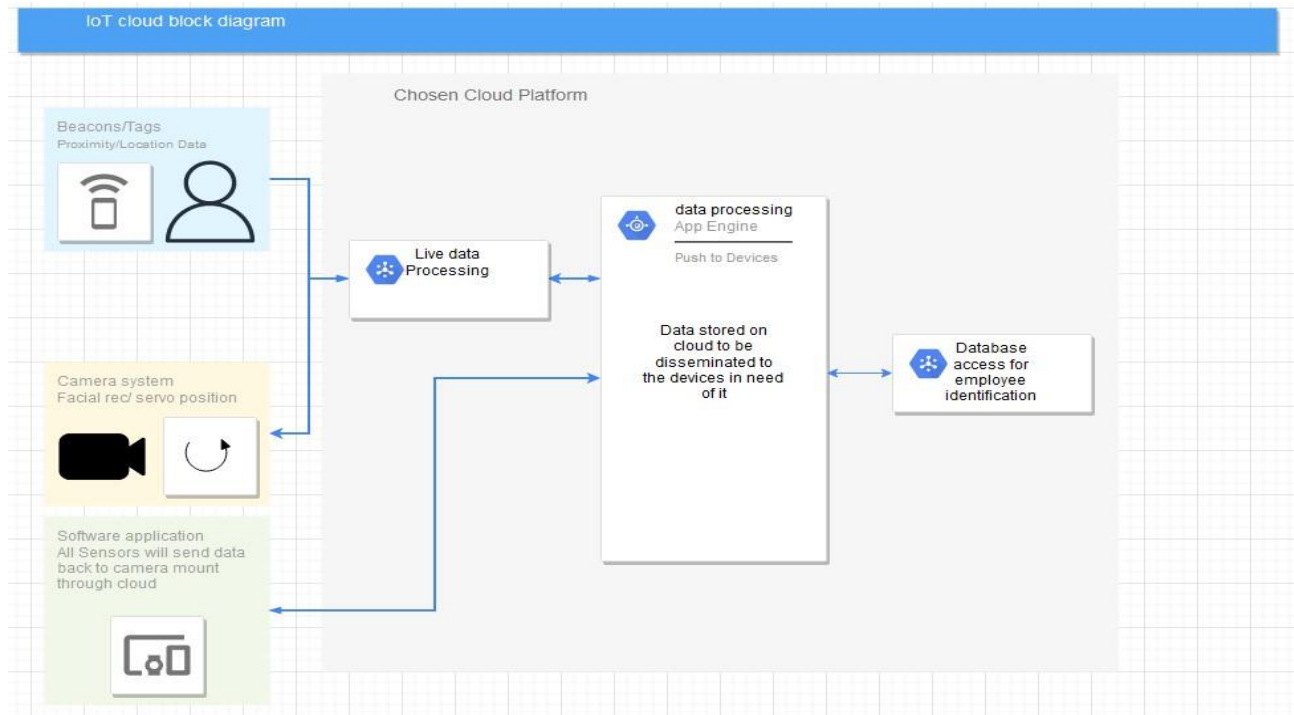 IoT cloud block diagram
Chosen Cloud Platform
Beacons/Tags
Proximity/Location Data
Live data
Processing
data processing
App Engine
Push to Devices
Data stored on
cloud to be
disseminated to
the devices in need
of it
Database
access for
employee
identification
Camera system
Facial rec/ servo position
Software application
All Sensors will send data
back to camera mount
through cloud